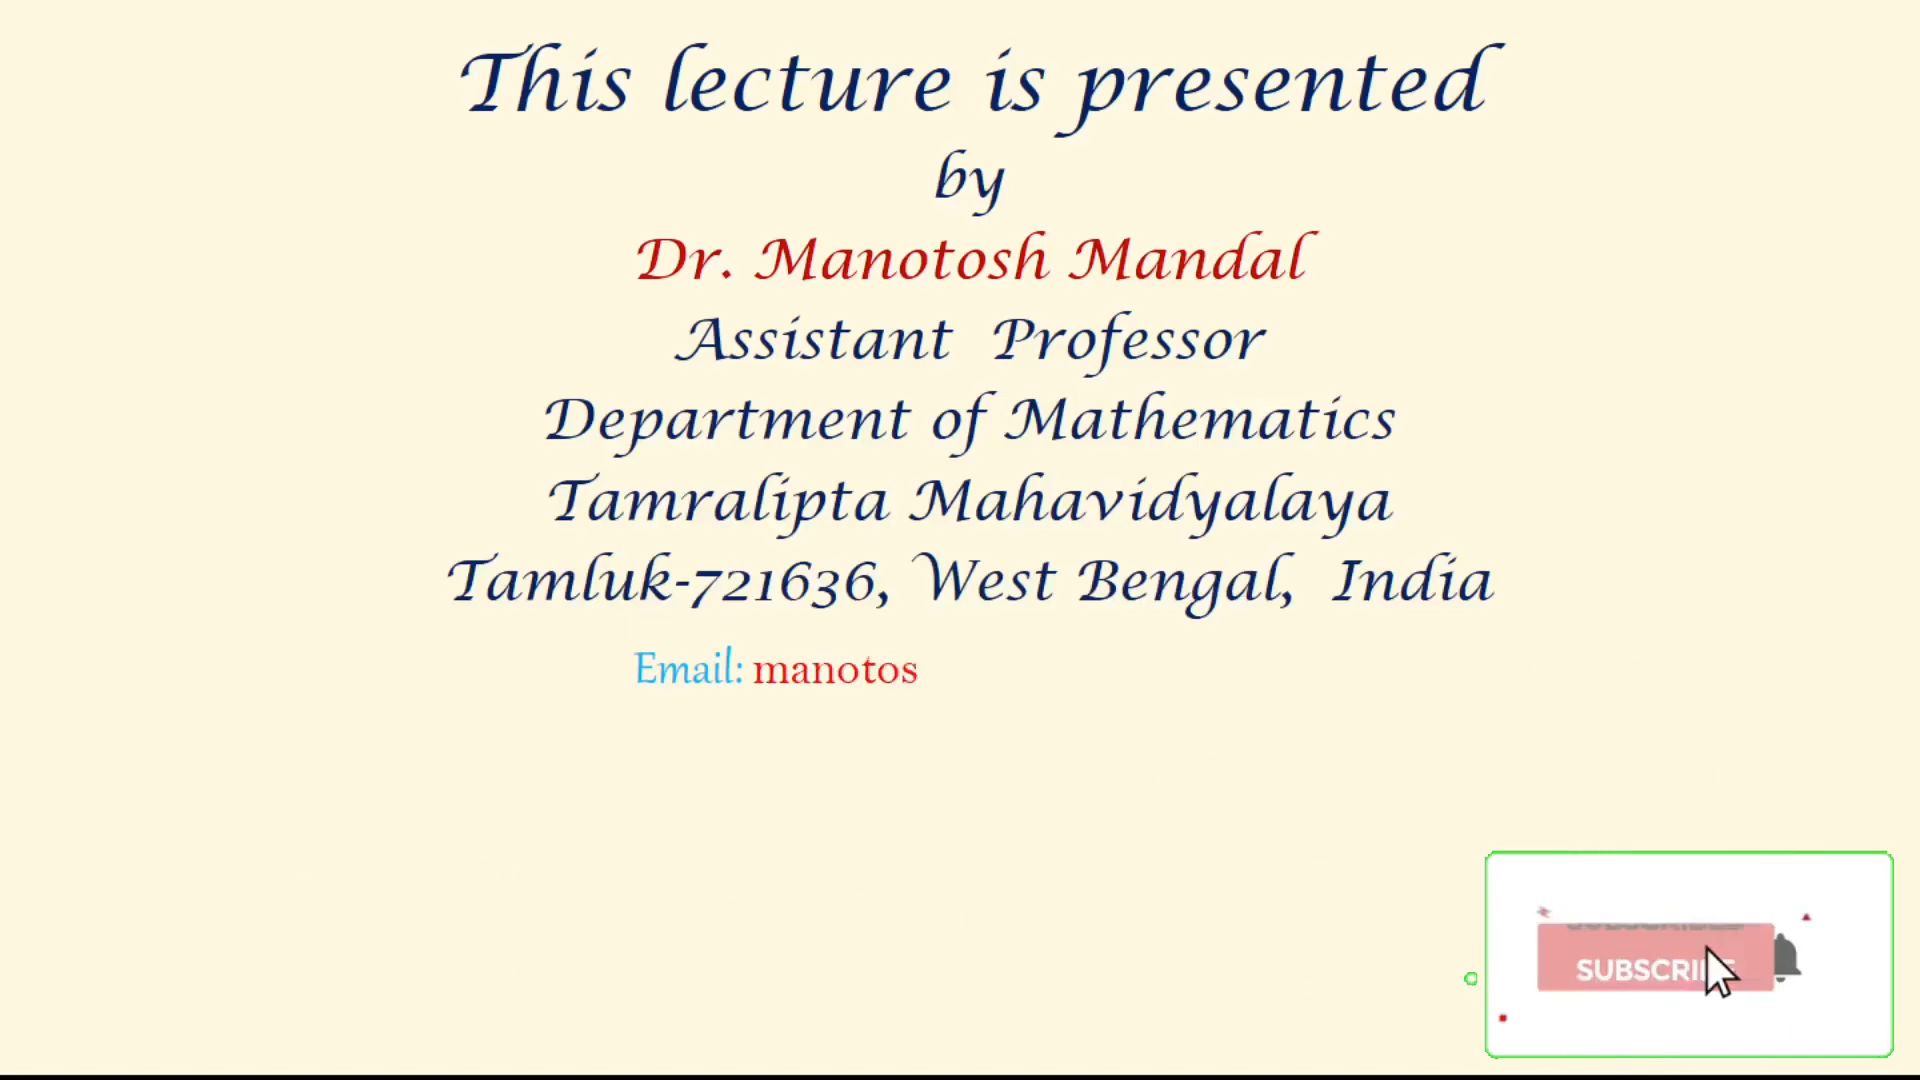 This lecture is presented
by
Dr. Manotosh Mandal
Assistant Professor
Department of Mathematics
Tamralipta Mahavidyalaya
Tamluk-721636, West Bengal, India
Email: manotos